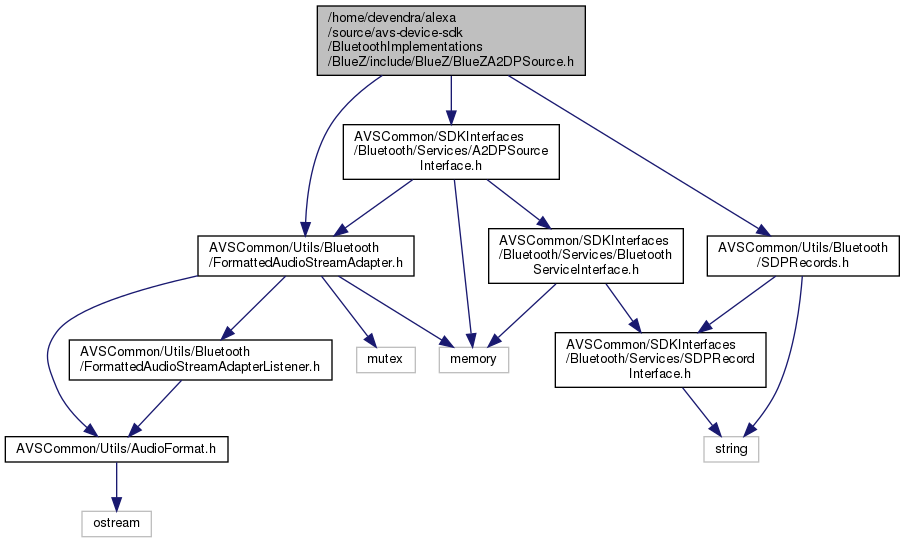 /home/devendra/alexa
/source/avs-device-sdk
/BluetoothImplementations
/BlueZ/include/BlueZ/BlueZA2DPSource.h
AVSCommon/SDKInterfaces
/Bluetooth/Services/A2DPSource
Interface.h
AVSCommon/Utils/Bluetooth
/FormattedAudioStreamAdapter.h
AVSCommon/SDKInterfaces
/Bluetooth/Services/Bluetooth
ServiceInterface.h
AVSCommon/Utils/Bluetooth
/SDPRecords.h
AVSCommon/Utils/Bluetooth
/FormattedAudioStreamAdapterListener.h
mutex
memory
AVSCommon/SDKInterfaces
/Bluetooth/Services/SDPRecord
Interface.h
AVSCommon/Utils/AudioFormat.h
string
ostream